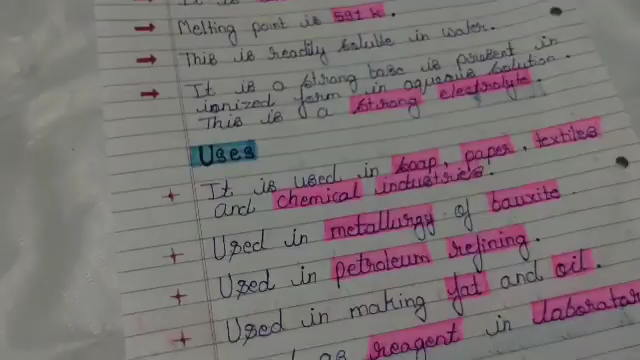 → Melting point is 591 K.
→ This is readily soluble in water.
→ It is a strong base is present in
ionized form in aqueous solution.
This is a strong electrolyte.
Uses
+ It is used in soap, paper, textiles
and chemical industries.
+ Used in metallurgy of bauxite
+ Used in petroleum refining.
+ Used in making fat and oil.
as reagent in